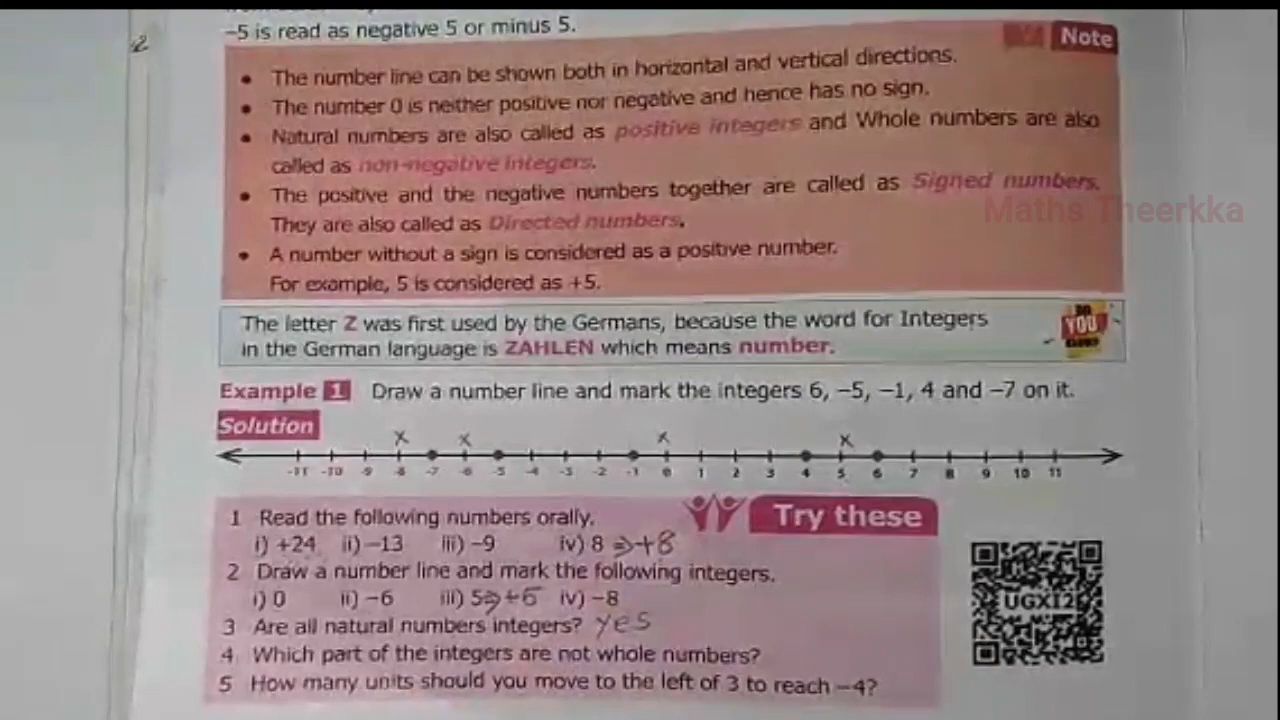 -5 is read as negative 5 or minus 5.
Note
• The number line can be shown both in horizontal and vertical directions.
• The number 0 is neither positive nor negative and hence has no sign.
• Natural numbers are also called as positive integers and Whole numbers are also
called as non-negative integers.
• The positive and the negative numbers together are called as Signed numbers.
They are also called as Directed numbers.
Maths Theerkka
• A number without a sign is considered as a positive number.
For example, 5 is considered as +5.
The letter Z was first used by the Germans, because the word for Integers
in the German language is ZAHLEN which means number.
DO YOU KNOW?
Example 1 Draw a number line and mark the integers 6, -5, -1, 4 and -7 on it.
Solution
x x x x
-11 -10 -9 -8 -7 -6 -5 -4 -3 -2 -1 0 1 2 3 4 5 6 7 8 9 10 11
Try these
1 Read the following numbers orally.
i) +24 ii) -13 iii) -9 iv) 8 ⇒+8
2 Draw a number line and mark the following integers.
i) 0 ii) -6 iii) 5⇒+5 iv) -8
3 Are all natural numbers integers? yes
4 Which part of the integers are not whole numbers?
5 How many units should you move to the left of 3 to reach -4?
UGXI2